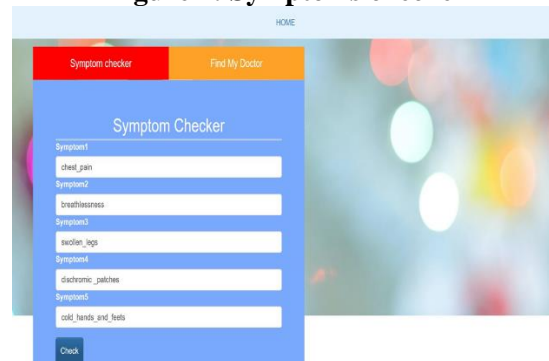 HOME
Symptom checker Find My Doctor
Symptom Checker
Symptom1
chest_pain
Symptom2
breathlessness
Symptom3
swollen_legs
Symptom4
dischromic _patches
Symptom5
cold_hands_and_feets
Check